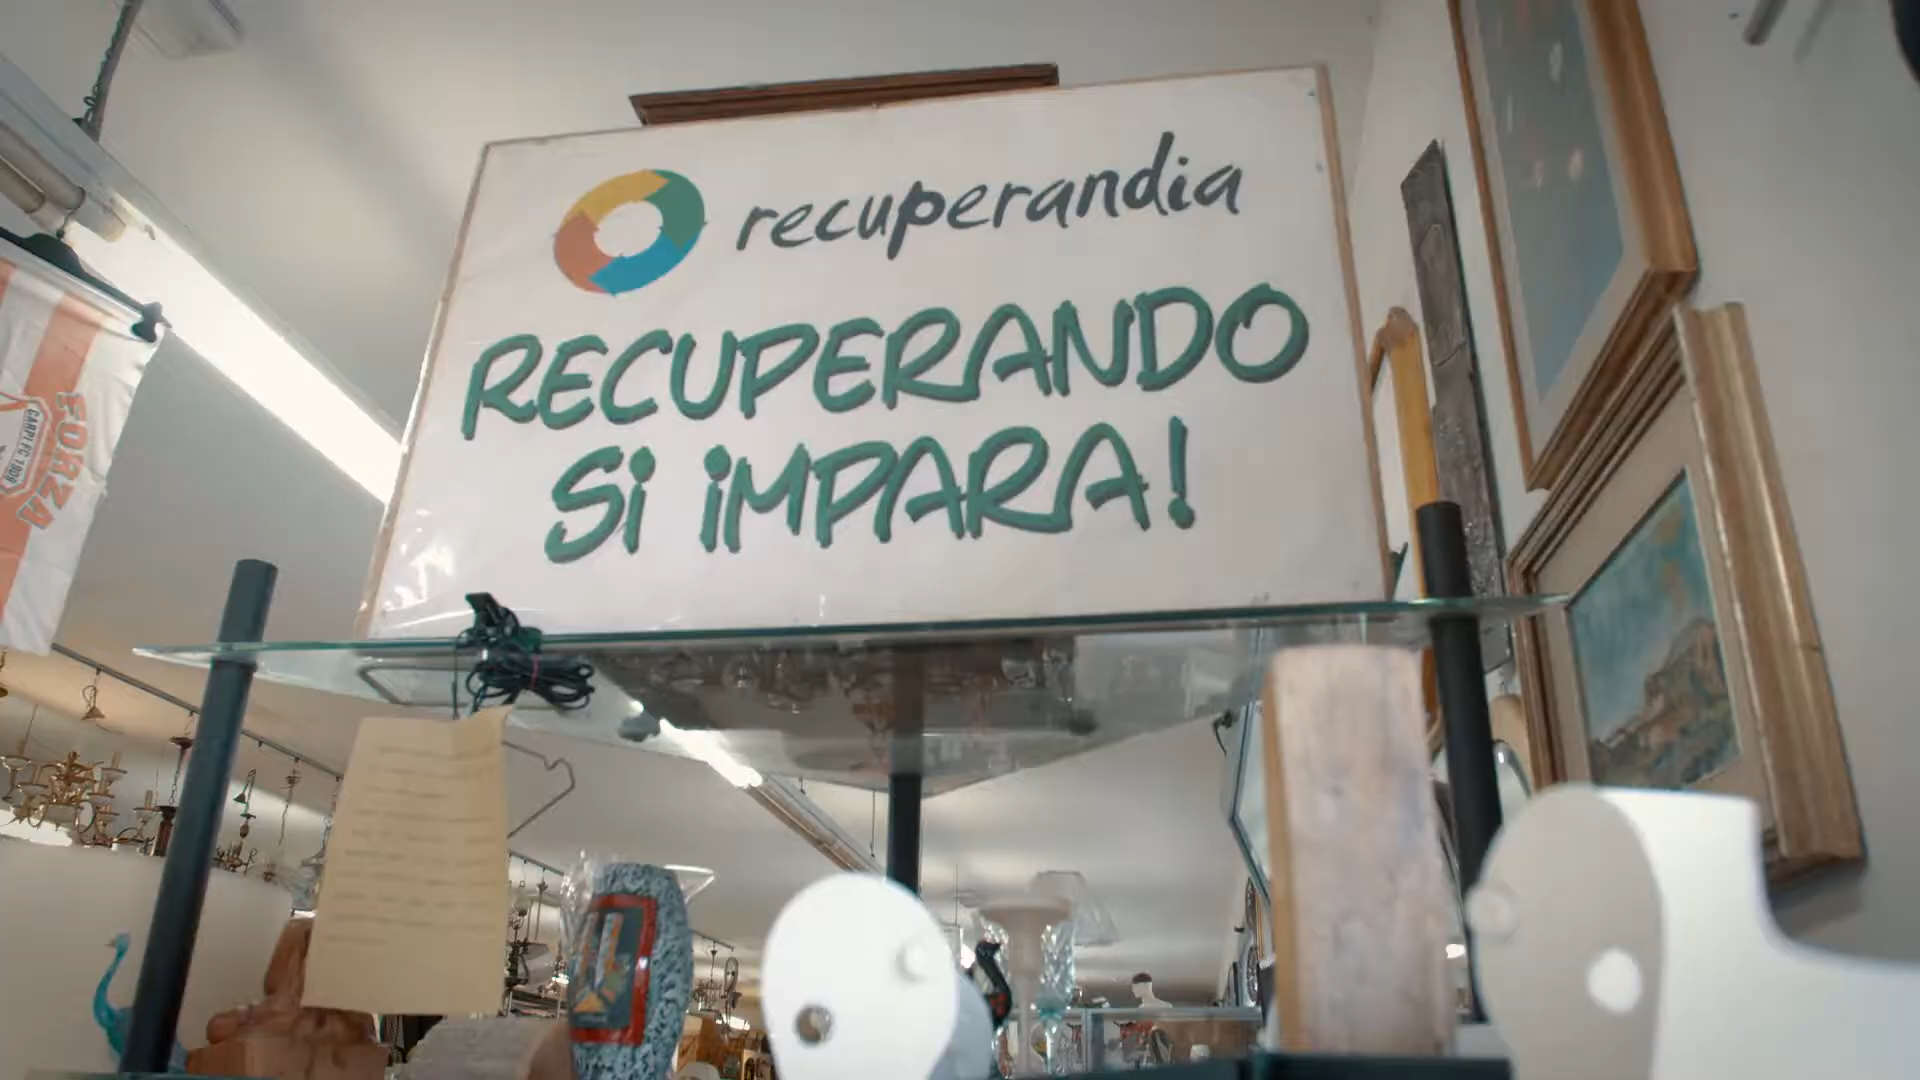 recuperandia
RECUPERANDO
Si iMPARA!
FORZA
CARPI FC 1909